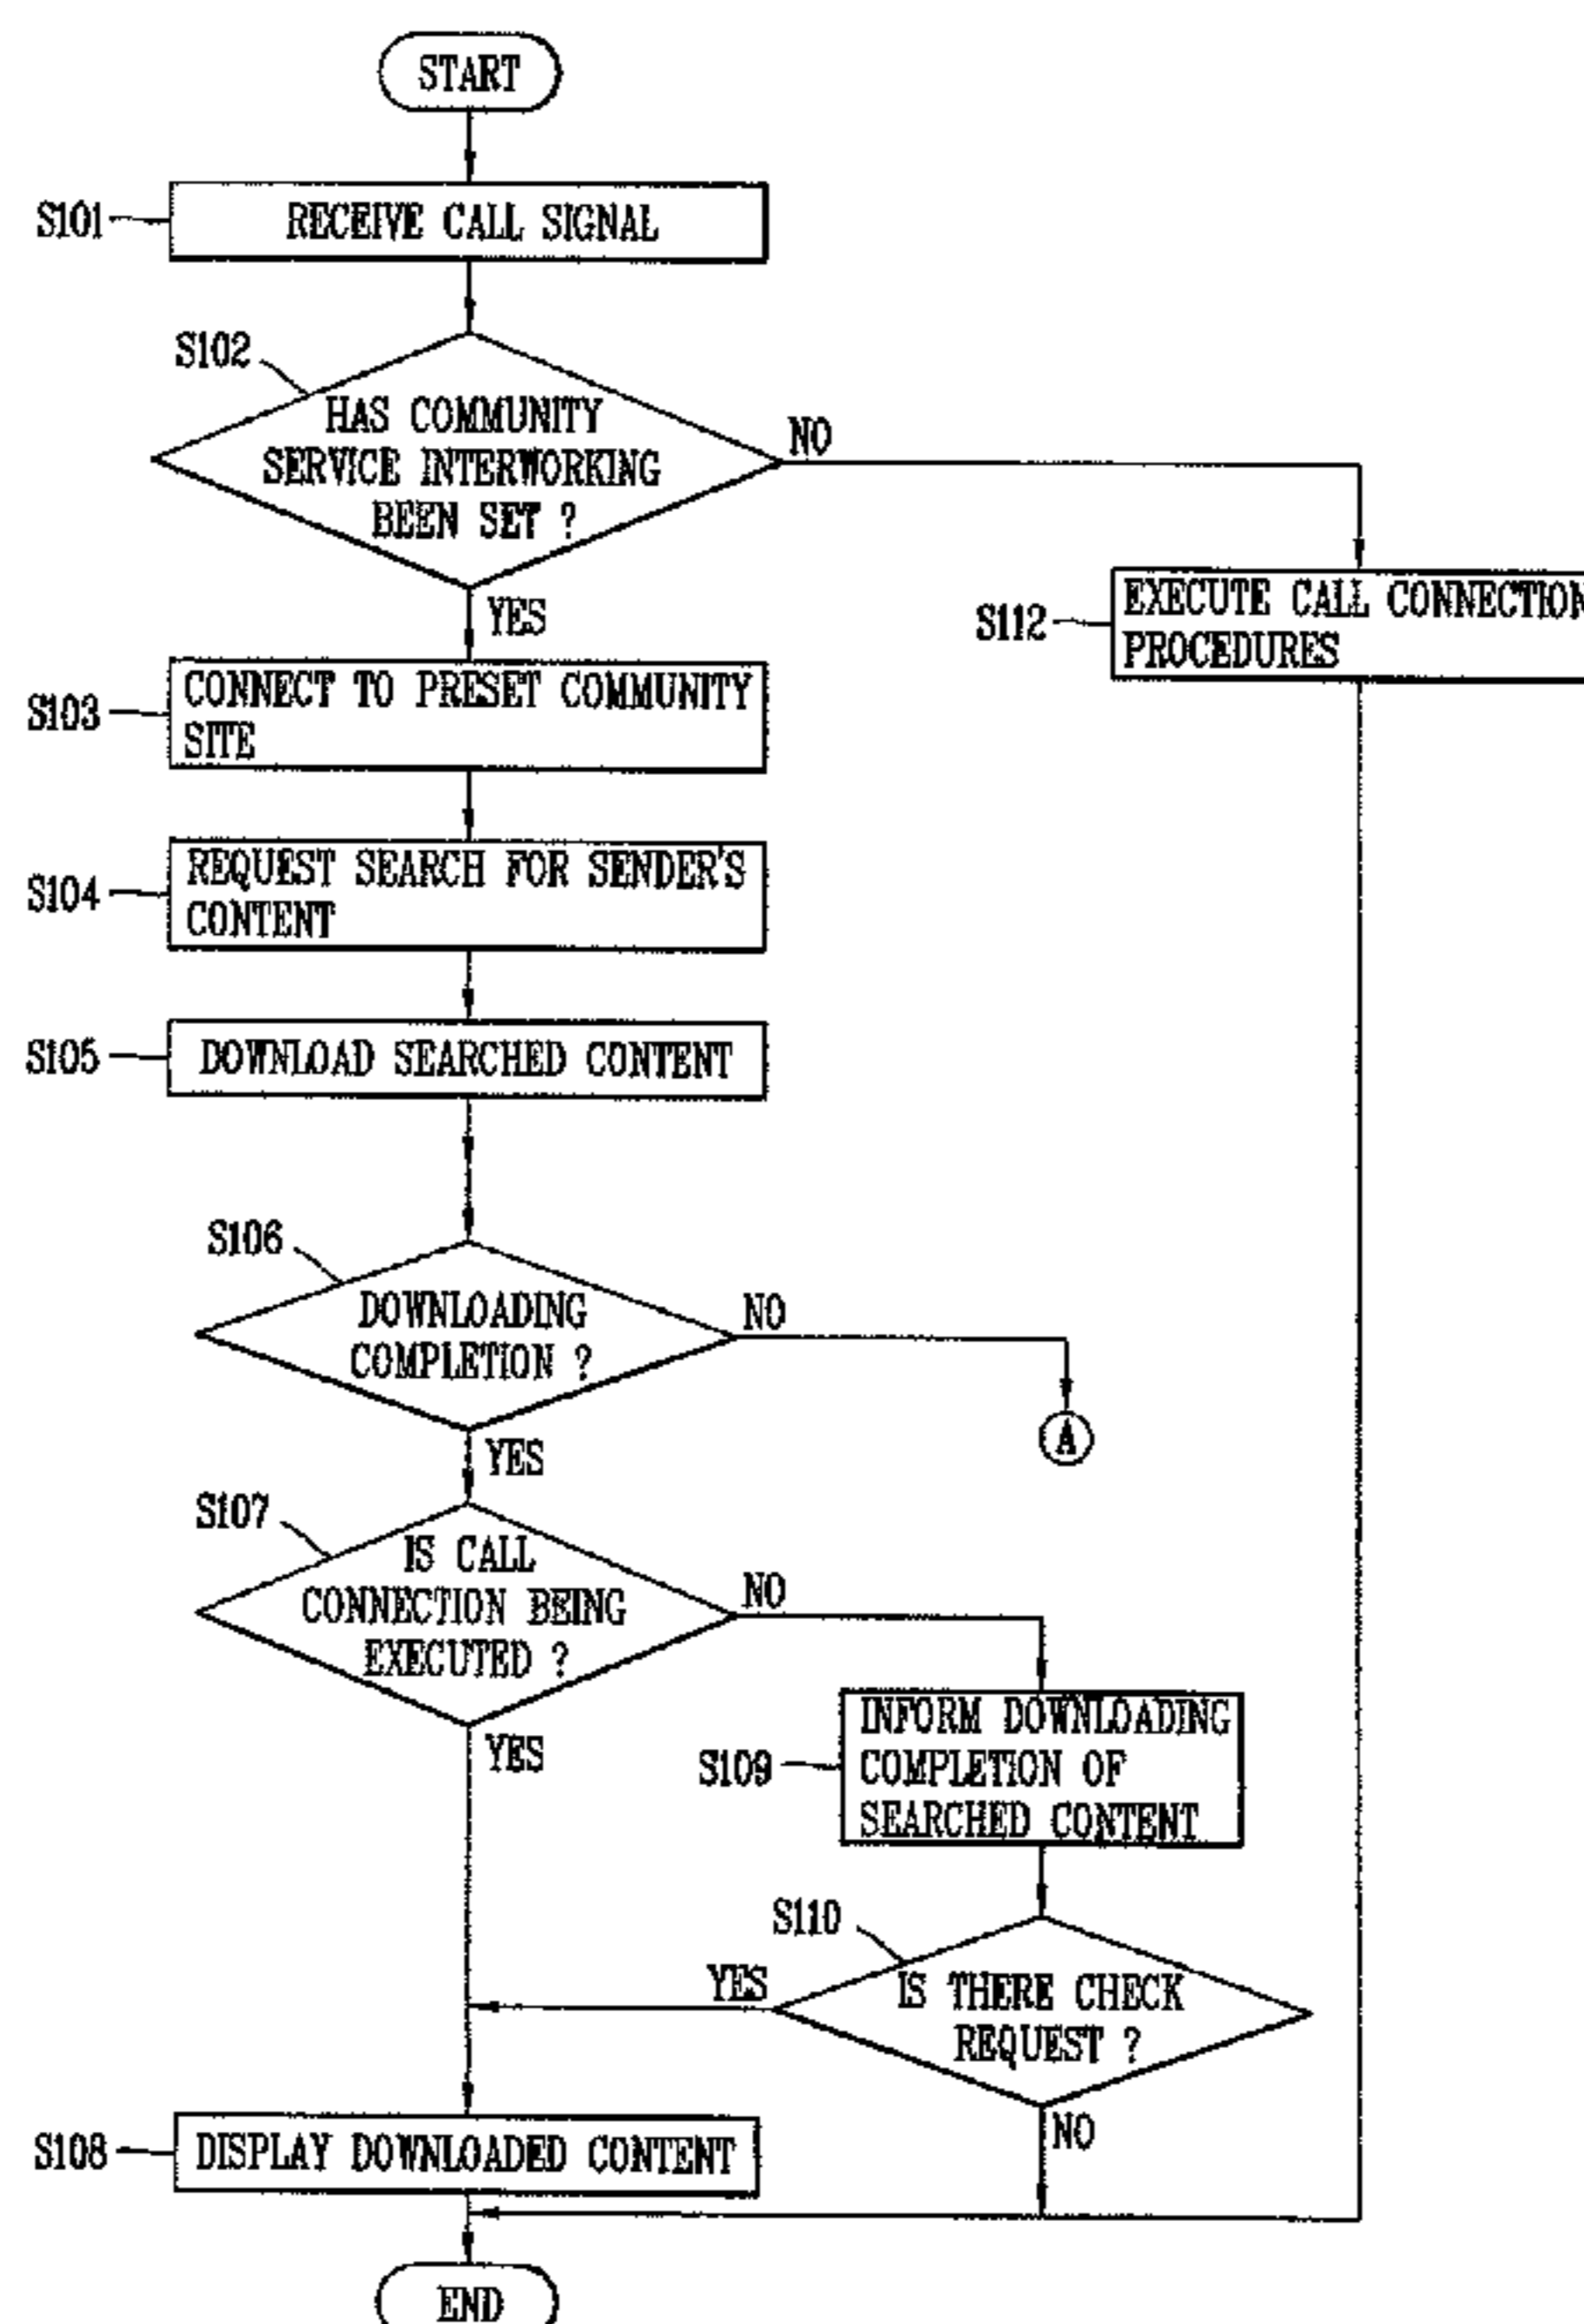 START
S101
RECEIVE CALL SIGNAL
S102
HAS COMMUNITY
SERVICE INTERWORKING
BEEN SET ?
NO
YES
S112
EXECUTE CALL CONNECTION
PROCEDURES
S103
CONNECT TO PRESET COMMUNITY
SITE
S104
REQUEST SEARCH FOR SENDER'S
CONTENT
S105
DOWNLOAD SEARCHED CONTENT
S106
DOWNLOADING
COMPLETION ?
NO
A
YES
S107
IS CALL
CONNECTION BEING
EXECUTED ?
NO
YES
S109
INFORM DOWNLOADING
COMPLETION OF
SEARCHED CONTENT
S110
IS THERE CHECK
REQUEST ?
YES
NO
S108
DISPLAY DOWNLOADED CONTENT
END